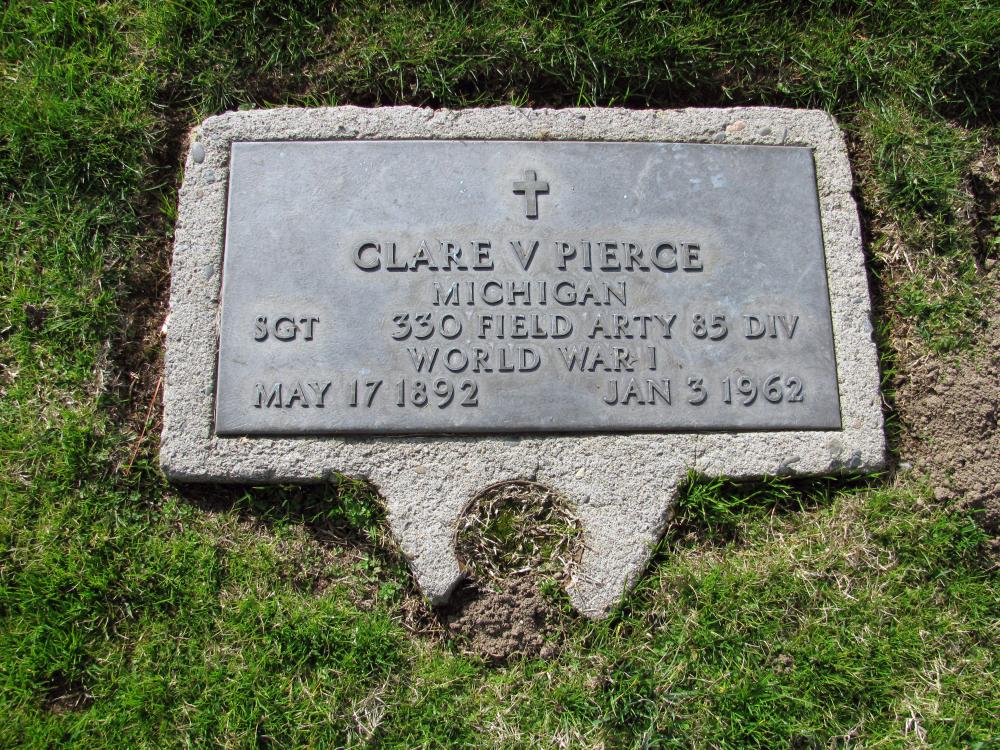 CLARE V PIERCE
MICHIGAN
SGT 330 FIELD ARTY 85 DIV
WORLD WAR I
MAY 17 1892 JAN 3 1962